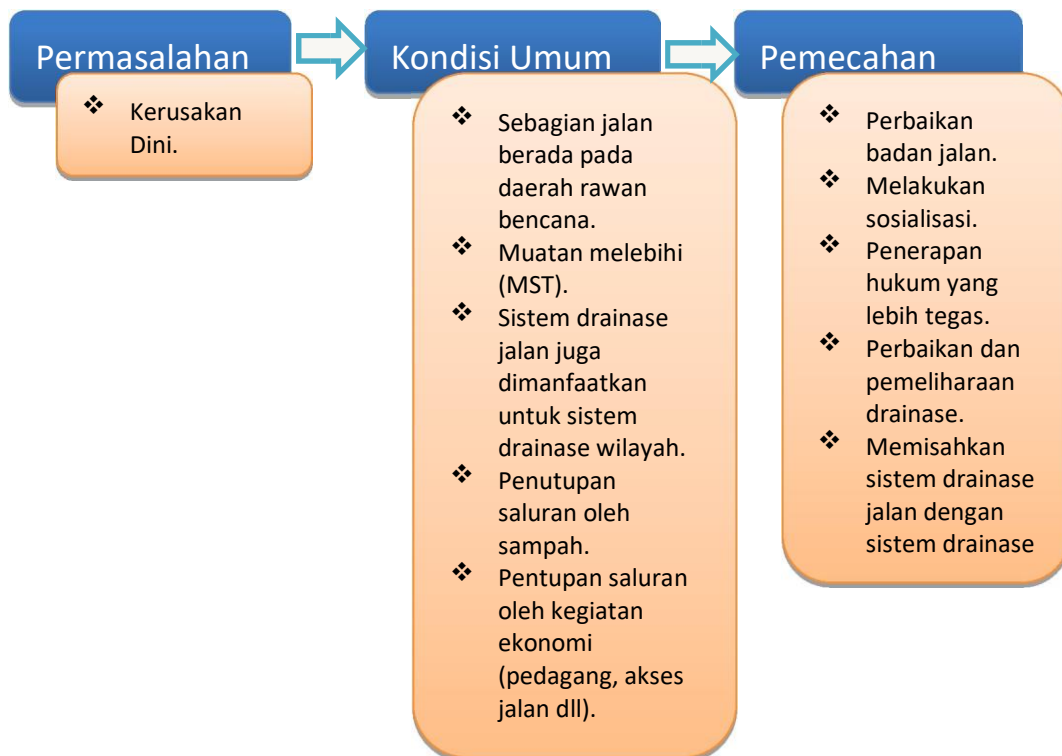 Permasalahan
❖ Kerusakan
Dini.
Kondisi Umum
❖ Sebagian jalan
berada pada
daerah rawan
bencana.
❖ Muatan melebihi
(MST).
❖ Sistem drainase
jalan juga
dimanfaatkan
untuk sistem
drainase wilayah.
❖ Penutupan
saluran oleh
sampah.
❖ Pentupan saluran
oleh kegiatan
ekonomi
(pedagang, akses
jalan dll).
Pemecahan
❖ Perbaikan
badan jalan.
❖ Melakukan
sosialisasi.
❖ Penerapan
hukum yang
lebih tegas.
❖ Perbaikan dan
pemeliharaan
drainase.
❖ Memisahkan
sistem drainase
jalan dengan
sistem drainase